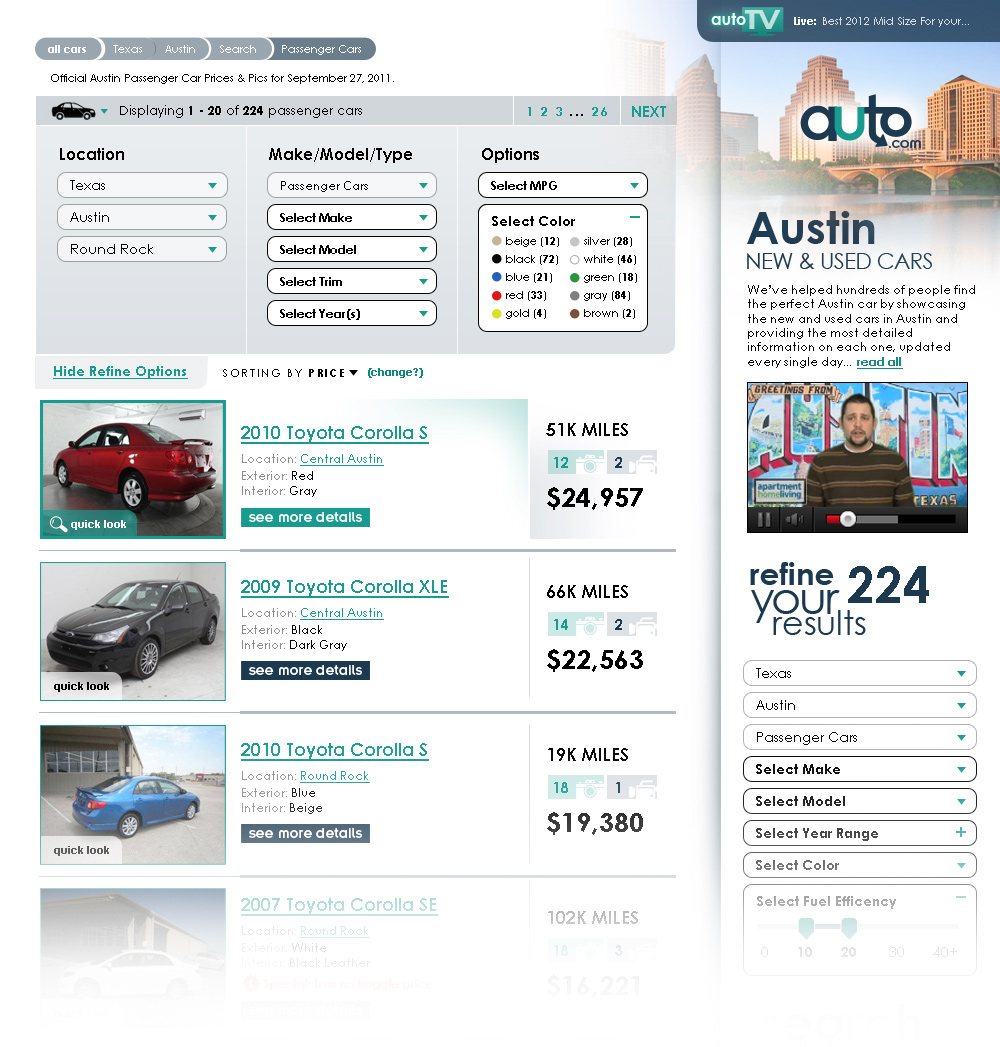 autoTV Live: Best 2012 Mid Size For your...
all cars Texas Austin Search Passenger Cars
Official Austin Passenger Car Prices & Pics for September 27, 2011.
Displaying 1 - 20 of 224 passenger cars
1 2 3 ... 26 NEXT
Location
Texas
Austin
Round Rock
Make/Model/Type
Passenger Cars
Select Make
Select Model
Select Trim
Select Year(s)
Options
Select MPG
Select Color
beige (12) silver (28)
black (72) white (46)
blue (21) green (18)
red (33) gray (84)
gold (4) brown (2)
Hide Refine Options
SORTING BY PRICE (change?)
quick look
2010 Toyota Corolla S
Location: Central Austin
Exterior: Red
Interior: Gray
see more details
51K MILES
12 2
$24,957
quick look
2009 Toyota Corolla XLE
Location: Central Austin
Exterior: Black
Interior: Dark Gray
see more details
66K MILES
14 2
$22,563
quick look
2010 Toyota Corolla S
Location: Round Rock
Exterior: Blue
Interior: Beige
see more details
19K MILES
18 1
$19,380
2007 Toyota Corolla SE
Location: Round Rock
Exterior: White
Interior: Black Leather
102K MILES
18 3
$16,221
auto
.com
Austin
NEW & USED CARS
We've helped hundreds of people find
the perfect Austin car by showcasing
the new and used cars in Austin and
providing the most detailed
information on each one, updated
every single day... read all
GREETINGS FROM
AUSTIN
TEXAS
apartment
homeliving
refine
your
results
224
Texas
Austin
Passenger Cars
Select Make
Select Model
Select Year Range
Select Color
Select Fuel Efficency
0 10 20 30 40+
search